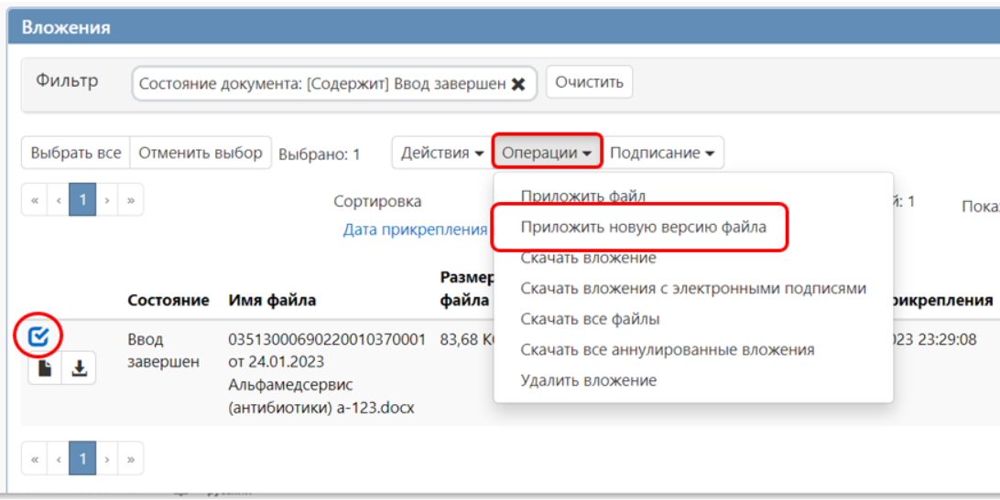 Вложения
Фильтр
Состояние документа: [Содержит] Ввод завершен ✖
Очистить
Выбрать все
Отменить выбор
Выбрано: 1
Действия
Операции
Подписание
« ‹ 1 › »
Сортировка
Дата прикрепления
й: 1
Пока
Приложить файл
Приложить новую версию файла
Скачать вложение
Скачать вложения с электронными подписями
Скачать все файлы
Скачать все аннулированные вложения
Удалить вложение
Состояние
Имя файла
Размер
файла
рикрепления
Ввод
завершен
03513000690220010370001
от 24.01.2023
Альфамедсервис
(антибиотики) а-123.docx
83,68 К
023 23:29:08
« ‹ 1 › »